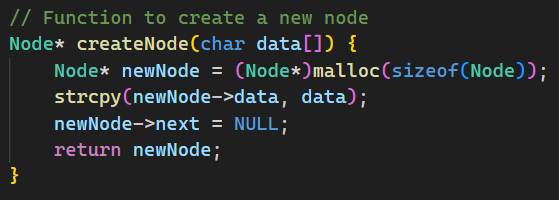 // Function to create a new node
Node* createNode(char data[]) {
    Node* newNode = (Node*)malloc(sizeof(Node));
    strcpy(newNode->data, data);
    newNode->next = NULL;
    return newNode;
}